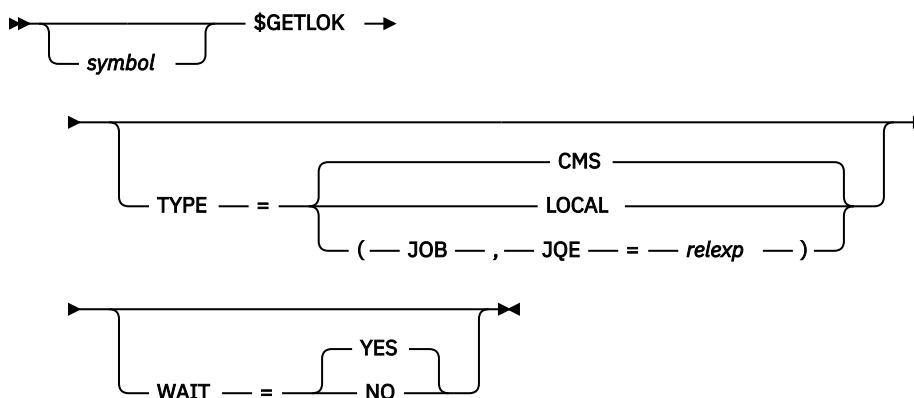 $GETLOK
symbol
CMS
TYPE = LOCAL
( JOB , JQE = relexp )
YES
WAIT = NO